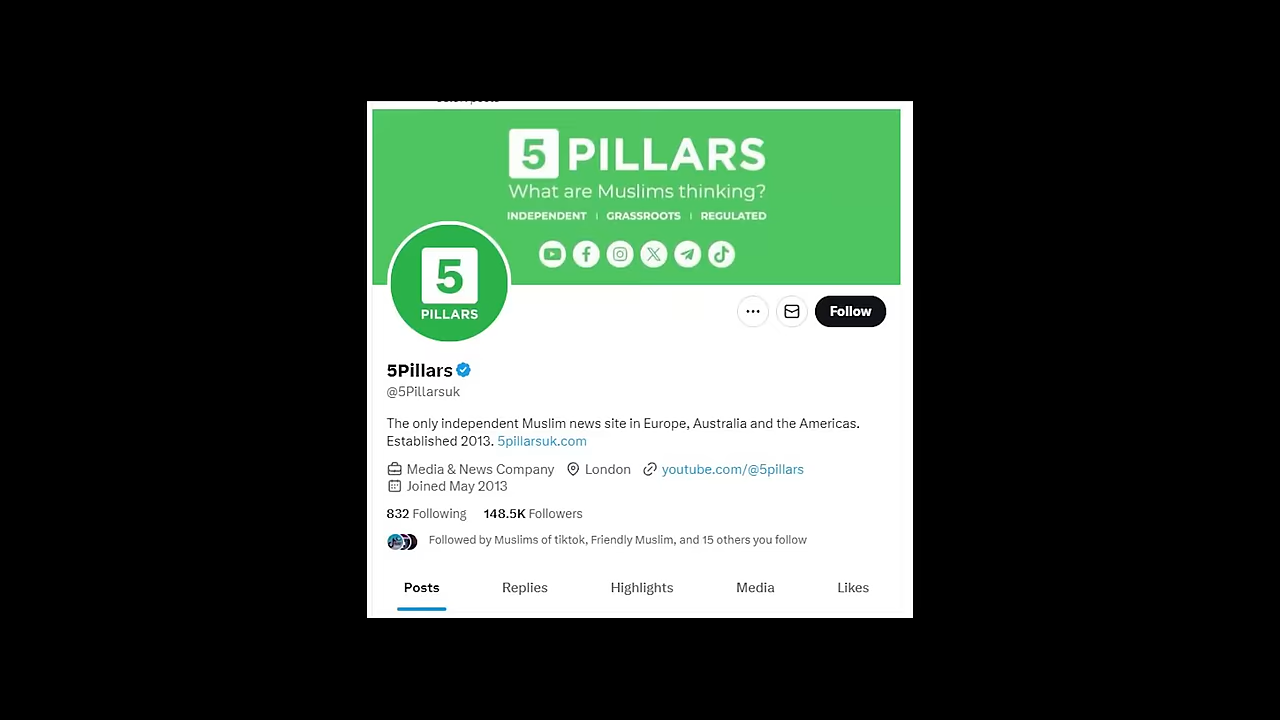 5 PILLARS
What are Muslims thinking?
INDEPENDENT | GRASSROOTS | REGULATED
5
PILLARS
Follow
5Pillars
@5Pillarsuk
The only independent Muslim news site in Europe, Australia and the Americas.
Established 2013. 5pillarsuk.com
Media & News Company London youtube.com/@5pillars
Joined May 2013
832 Following 148.5K Followers
Followed by Muslims of tiktok, Friendly Muslim, and 15 others you follow
Posts Replies Highlights Media Likes